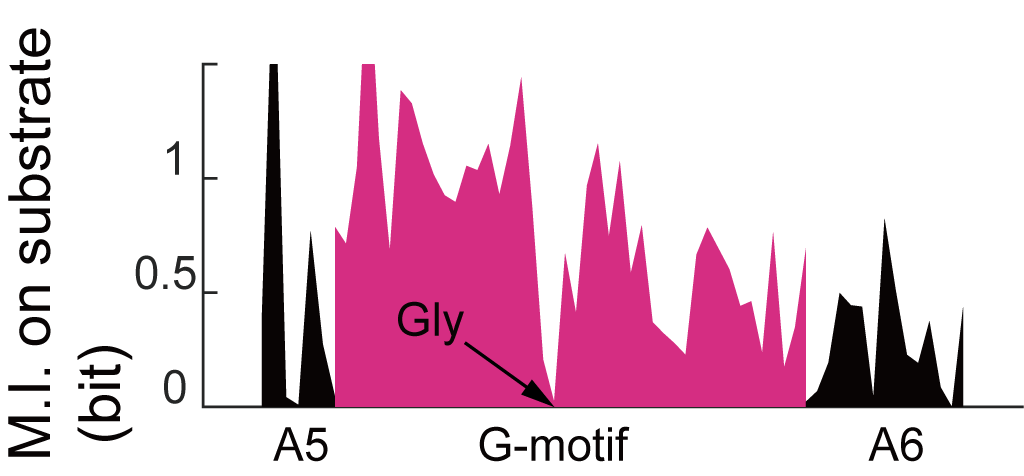 M.I. on substrate
(bit)
1
0.5
0
Gly
A5
G-motif
A6